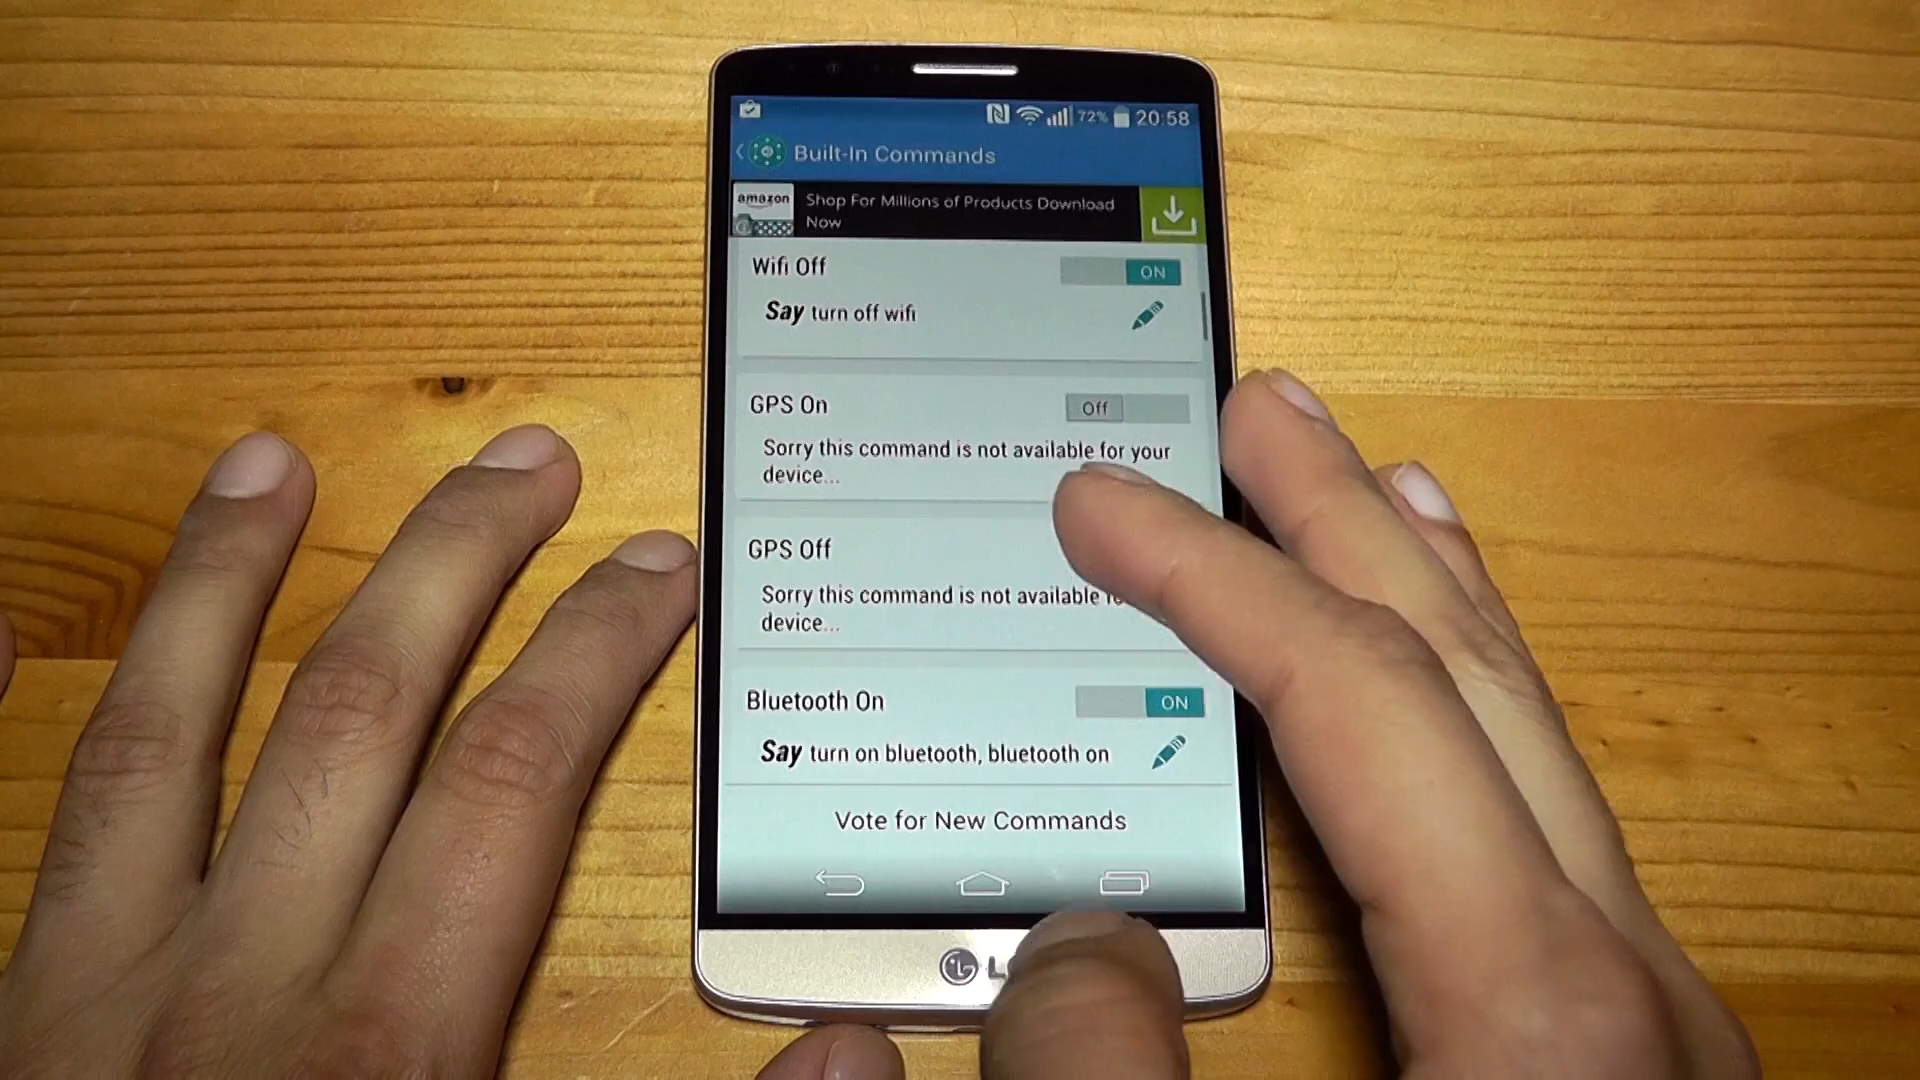 72% 20:58
Built-In Commands
amazon
Shop For Millions of Products Download
Now
Wifi Off
ON
Say turn off wifi
GPS On
Off
Sorry this command is not available for your
device...
GPS Off
Sorry this command is not available
device...
Bluetooth On
ON
Say turn on bluetooth, bluetooth on
Vote for New Commands
LG